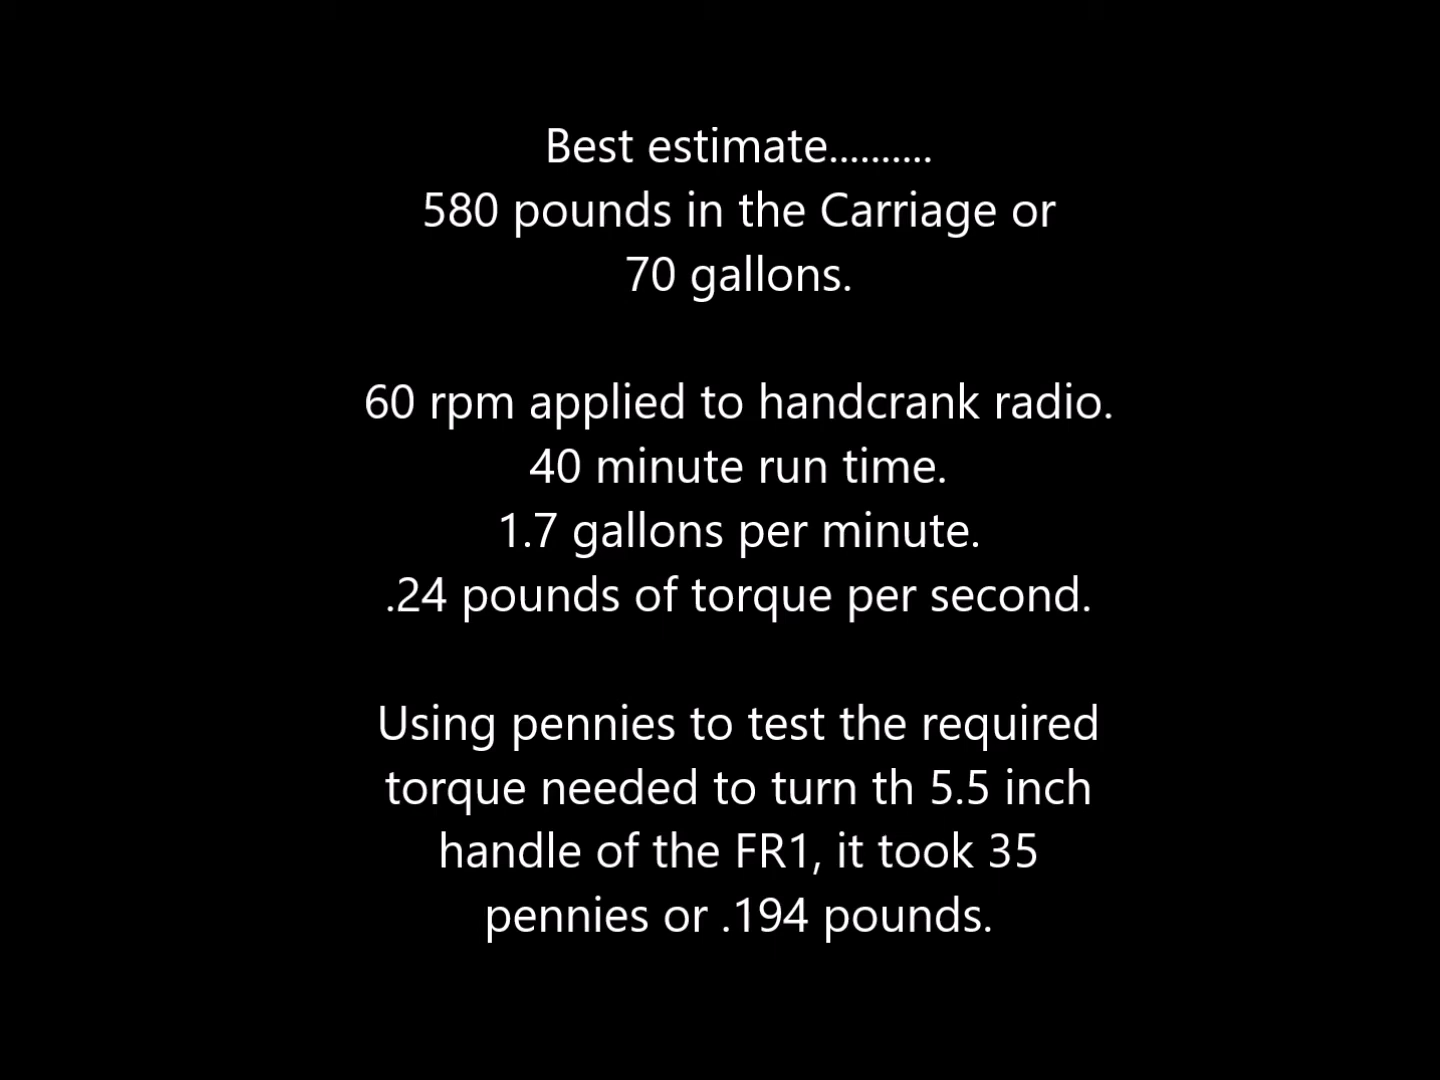 Best estimate..........
580 pounds in the Carriage or
70 gallons.
60 rpm applied to handcrank radio.
40 minute run time.
1.7 gallons per minute.
.24 pounds of torque per second.
Using pennies to test the required
torque needed to turn th 5.5 inch
handle of the FR1, it took 35
pennies or .194 pounds.